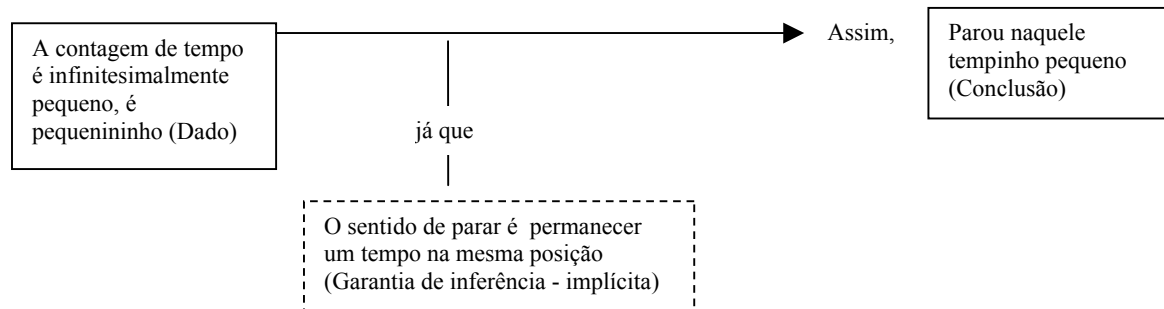 A contagem de tempo
é infinitesimalmente
pequeno, é
pequenininho (Dado)
Assim,
Parou naquele
tempinho pequeno
(Conclusão)
já que
O sentido de parar é permanecer
um tempo na mesma posição
(Garantia de inferência - implícita)